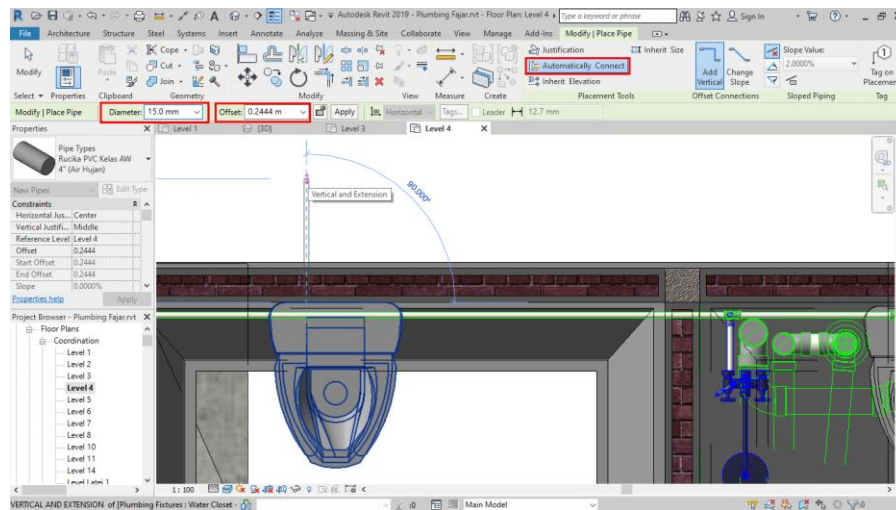 Autodesk Revit 2019 - Plumbing Fajar.rvt - Floor Plan: Level 4
Type a keyword or phrase
Sign In
File Architecture Structure Steel Systems Insert Annotate Analyze Massing & Site Collaborate View Manage Add-Ins Modify | Place Pipe
Modify
Paste
Cope
Cut
Join
Justification
Automatically Connect
Inherit Elevation
Inherit Size
Add Vertical
Change Slope
Slope Value:
2.0000%
Tag on Placement
Select Properties Clipboard Geometry Modify View Measure Create Placement Tools Offset Connections Sloped Piping Tag
Modify | Place Pipe Diameter: 15.0 mm Offset: 0.2444 m Apply Horizontal Tags... Leader 12.7 mm
Properties X
Level 1 (3D) Level 3 Level 4 X
Pipe Types
Rucika PVC Kelas AW
4" (Air Hujan)
New Pipes Edit Type
Constraints
Horizontal Jus... Center
Vertical Justifi... Middle
Reference Level Level 4
Offset 0.2444
Start Offset 0.2444
End Offset 0.2444
Slope 0.0000%
Properties help Apply
Project Browser - Plumbing Fajar.rvt X
Floor Plans
Coordination
Level 1
Level 2
Level 3
Level 4
Level 5
Level 6
Level 7
Level 8
Level 10
Level 11
Level 14
Level Latei 1
90.000°
Vertical and Extension
1 : 100
VERTICAL AND EXTENSION of [Plumbing Fixtures : Water Closet -
:0 Main Model
:0